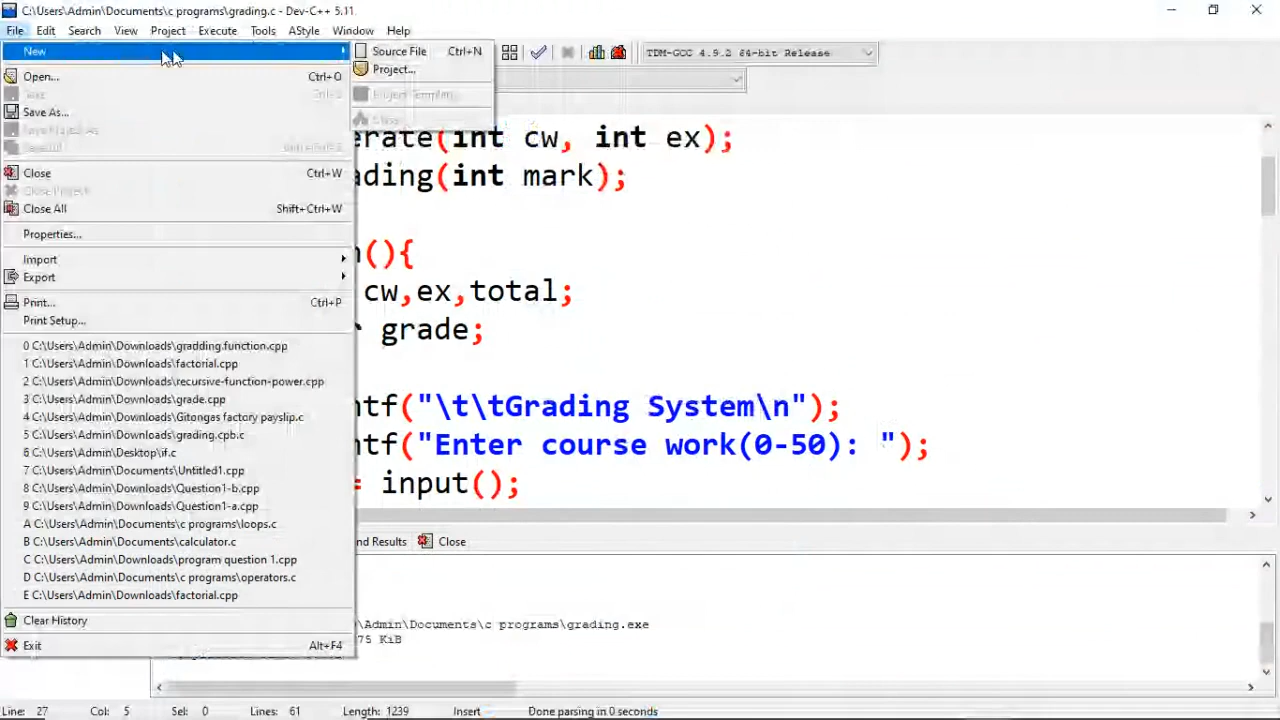 C:\Users\Admin\Documents\c programs\grading.c - Dev-C++ 5.11
File Edit Search View Project Execute Tools AStyle Window Help
New
Source File Ctrl+N
TDM-GCC 4.9.2 64-bit Release
Project...
Open... Ctrl+O
Project Template...
Save As...
Class...
erate(int cw, int ex);
Close Ctrl+W
ading(int mark);
Close Project
Close All Shift+Ctrl+W
Properties...
(){
Import
Export
cw,ex,total;
Print... Ctrl+P
Print Setup...
grade;
0 C:\Users\Admin\Downloads\gradding.function.cpp
1 C:\Users\Admin\Downloads\factorial.cpp
2 C:\Users\Admin\Downloads\recursive-function-power.cpp
3 C:\Users\Admin\Downloads\grade.cpp
ntf("\t\tGrading System\n");
4 C:\Users\Admin\Downloads\Gitonges factory payslip.c
5 C:\Users\Admin\Downloads\grading.cpb.c
ntf("Enter course work(0-50): ");
6 C:\Users\Admin\Desktop\if.c
7 C:\Users\Admin\Documents\Untitled1.cpp
= input();
8 C:\Users\Admin\Downloads\Question1-b.cpp
9 C:\Users\Admin\Downloads\Question1-a.cpp
A C:\Users\Admin\Documents\c programs\loops.c
B C:\Users\Admin\Documents\calculator.c
nd Results Close
C C:\Users\Admin\Downloads\program question 1.cpp
D C:\Users\Admin\Documents\c programs\operators.c
E C:\Users\Admin\Downloads\factorial.cpp
Clear History
\Admin\Documents\c programs\grading.exe
75 KiB
Exit Alt+F4
Line: 27 Col: 5 Sel: 0 Lines: 61 Length: 1239 Insert Done parsing in 0 seconds